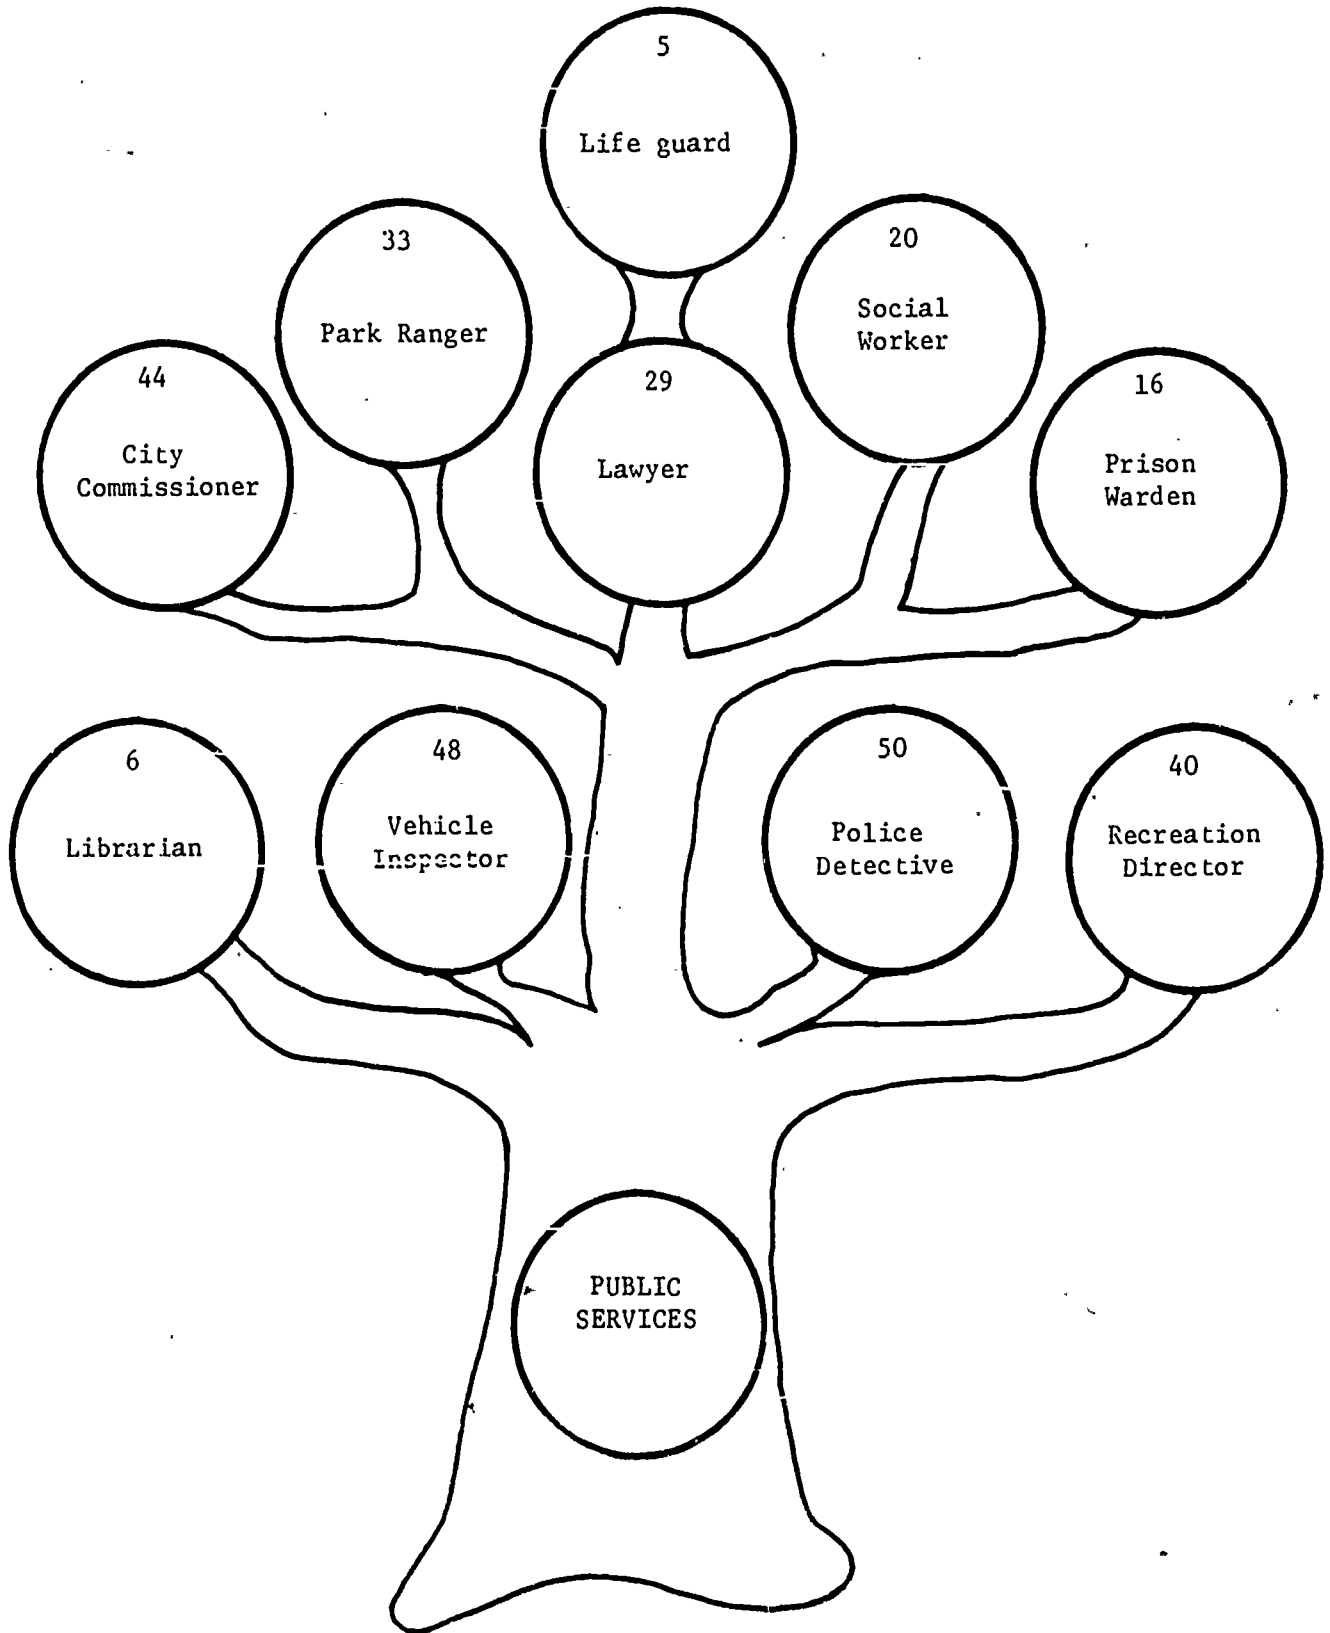 5
Life guard
33
Park Ranger
20
Social
Worker
44
City
Commissioner
29
Lawyer
16
Prison
Warden
6
Librarian
48
Vehicle
Inspector
50
Police
Detective
40
Recreation
Director
PUBLIC
SERVICES